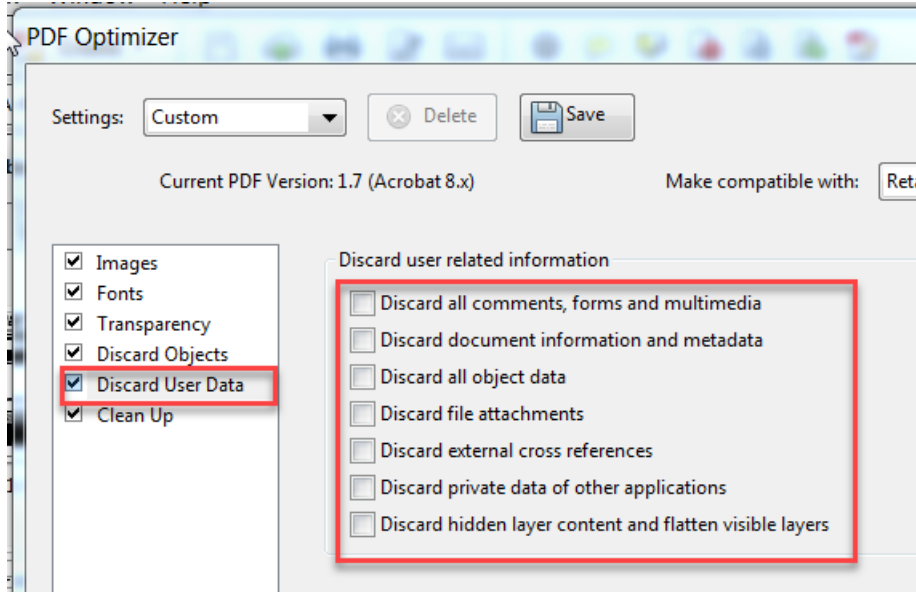 PDF Optimizer
Settings: Custom Delete Save
Current PDF Version: 1.7 (Acrobat 8.x) Make compatible with:
Images
Fonts
Transparency
Discard Objects
Discard User Data
Clean Up
Discard user related information
Discard all comments, forms and multimedia
Discard document information and metadata
Discard all object data
Discard file attachments
Discard external cross references
Discard private data of other applications
Discard hidden layer content and flatten visible layers